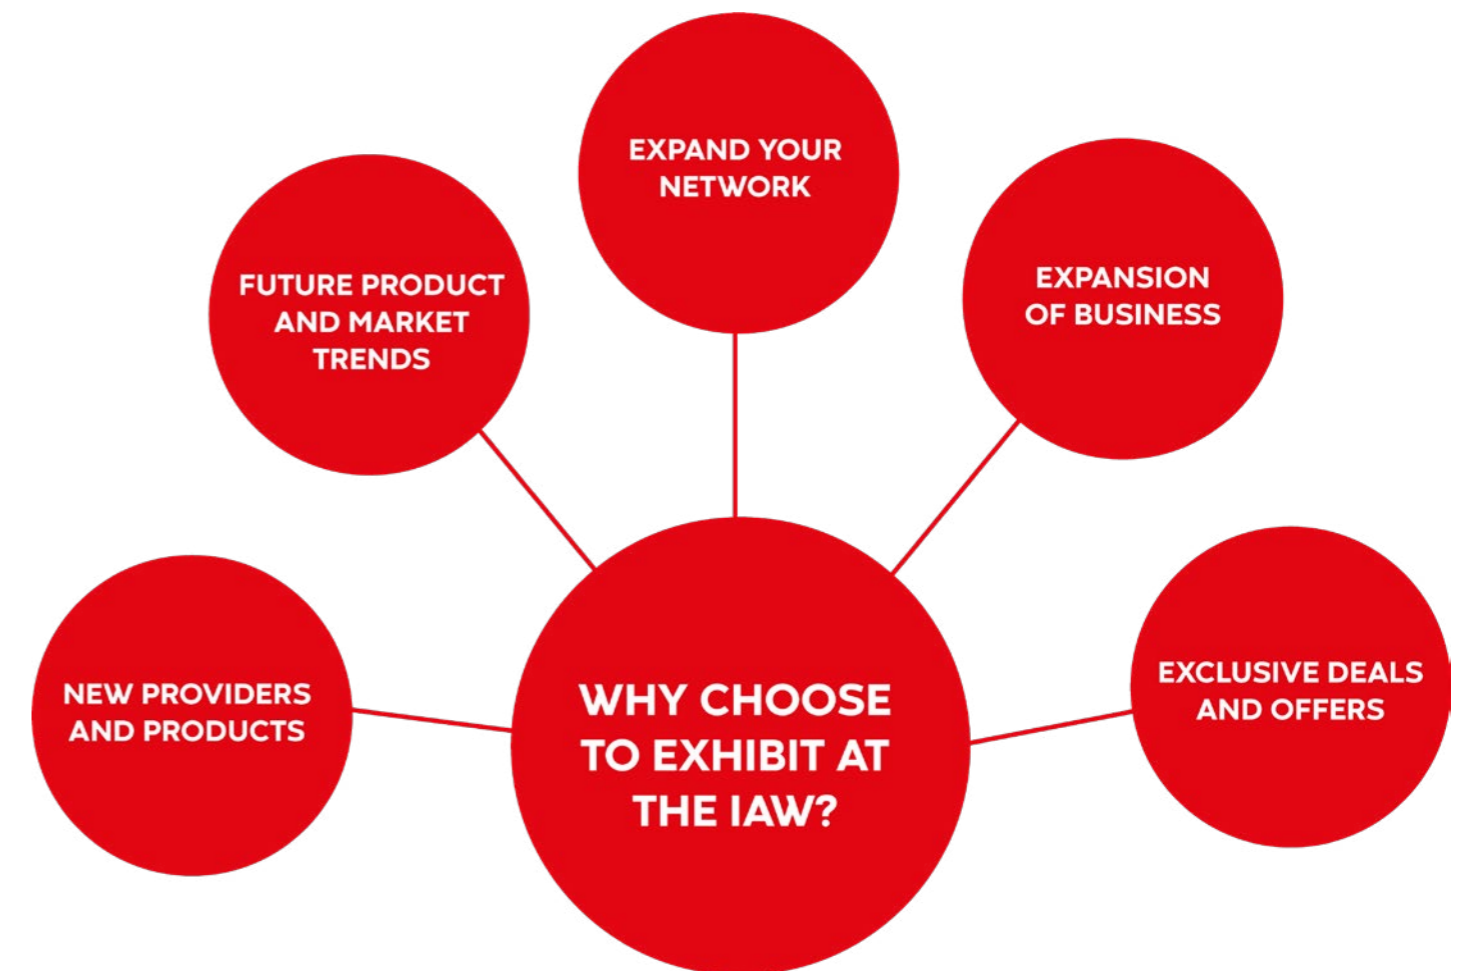 EXPAND YOUR
NETWORK
FUTURE PRODUCT
AND MARKET
TRENDS
EXPANSION
OF BUSINESS
NEW PROVIDERS
AND PRODUCTS
WHY CHOOSE
TO EXHIBIT AT
THE IAW?
EXCLUSIVE DEALS
AND OFFERS